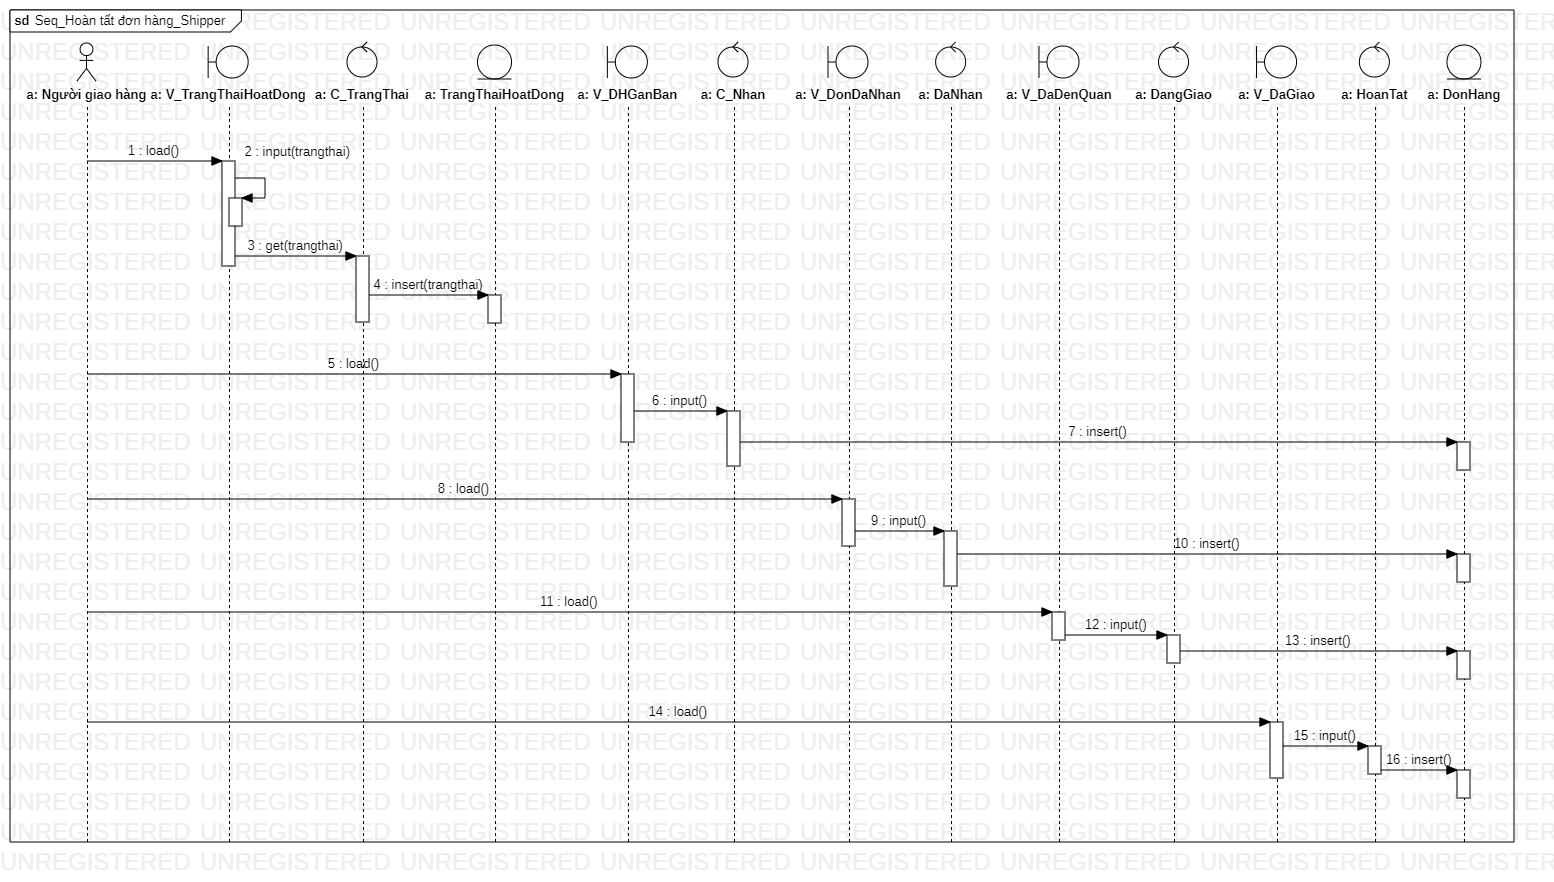 sd Seq_Hoàn tất đơn hàng_Shipper
a: Người giao hàng a: V_TrangThaiHoatDong a: C_TrangThai a: TrangThaiHoatDong a: V_DHGanBan a: C_Nhan a: V_DonDaNhan a: DaNhan a: V_DaDenQuan a: DangGiao a: V_DaGiao a: HoanTat a: DonHang
1 : load() 2 : input(trangthai)
3 : get(trangthai)
4 : insert(trangthai)
5 : load()
6 : input()
7 : insert()
8 : load()
9 : input()
10 : insert()
11 : load()
12 : input()
13 : insert()
14 : load()
15 : input()
16 : insert()
UNREGISTERED